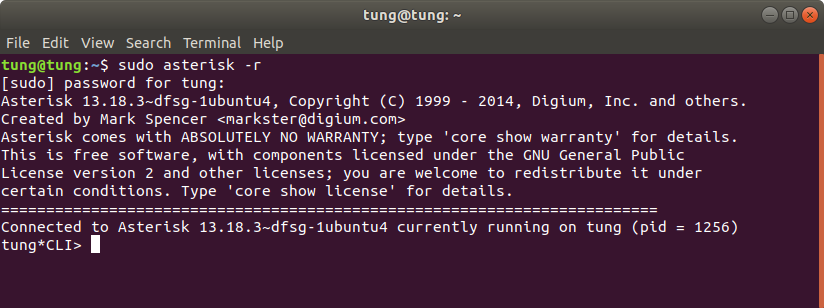 tung@tung: ~
File Edit View Search Terminal Help
tung@tung:~$ sudo asterisk -r
[sudo] password for tung:
Asterisk 13.18.3~dfsg-1ubuntu4, Copyright (C) 1999 - 2014, Digium, Inc. and others.
Created by Mark Spencer <markster@digium.com>
Asterisk comes with ABSOLUTELY NO WARRANTY; type 'core show warranty' for details.
This is free software, with components licensed under the GNU General Public
License version 2 and other licenses; you are welcome to redistribute it under
certain conditions. Type 'core show license' for details.
=========================================================================
Connected to Asterisk 13.18.3~dfsg-1ubuntu4 currently running on tung (pid = 1256)
tung*CLI>